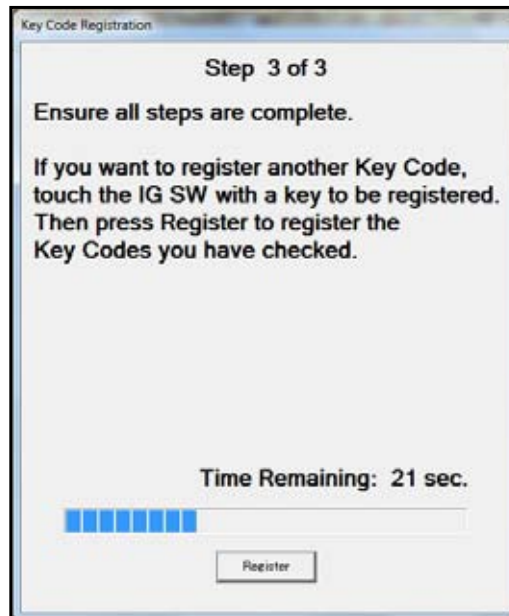 Key Code Registration
Step 3 of 3
Ensure all steps are complete.
If you want to register another Key Code,
touch the IG SW with a key to be registered.
Then press Register to register the
Key Codes you have checked.
Time Remaining: 21 sec.
Register